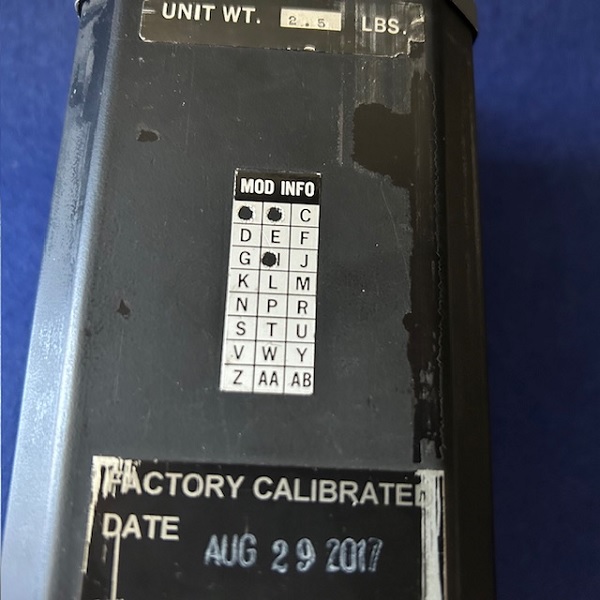 UNIT WT. 2.5 LBS.
MOD INFO
C
D E F
G J
K L M
N P R
S T U
V W Y
Z AA AB
FACTORY CALIBRATED
DATE AUG 29 2017